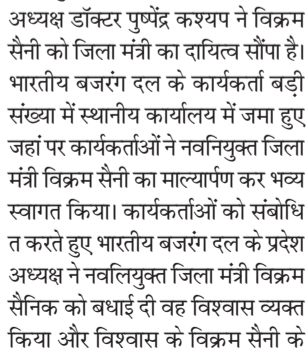 अध्यक्ष डॉक्टर पुष्पेंद्र कश्यप ने विक्रम
सैनी को जिला मंत्री का दायित्व सौंपा है।
भारतीय बजरंग दल के कार्यकर्ता बड़ी
संख्या में स्थानीय कार्यालय में जमा हुए
जहां पर कार्यकर्ताओं ने नवनियुक्त जिला
मंत्री विक्रम सैनी का माल्यार्पण कर भव्य
स्वागत किया। कार्यकर्ताओं को संबोधि
त करते हुए भारतीय बजरंग दल के प्रदेश
अध्यक्ष ने नवलियुक्त जिला मंत्री विक्रम
सैनिक को बधाई दी वह विश्वास व्यक्त
किया और विश्वास के विक्रम सैनी के